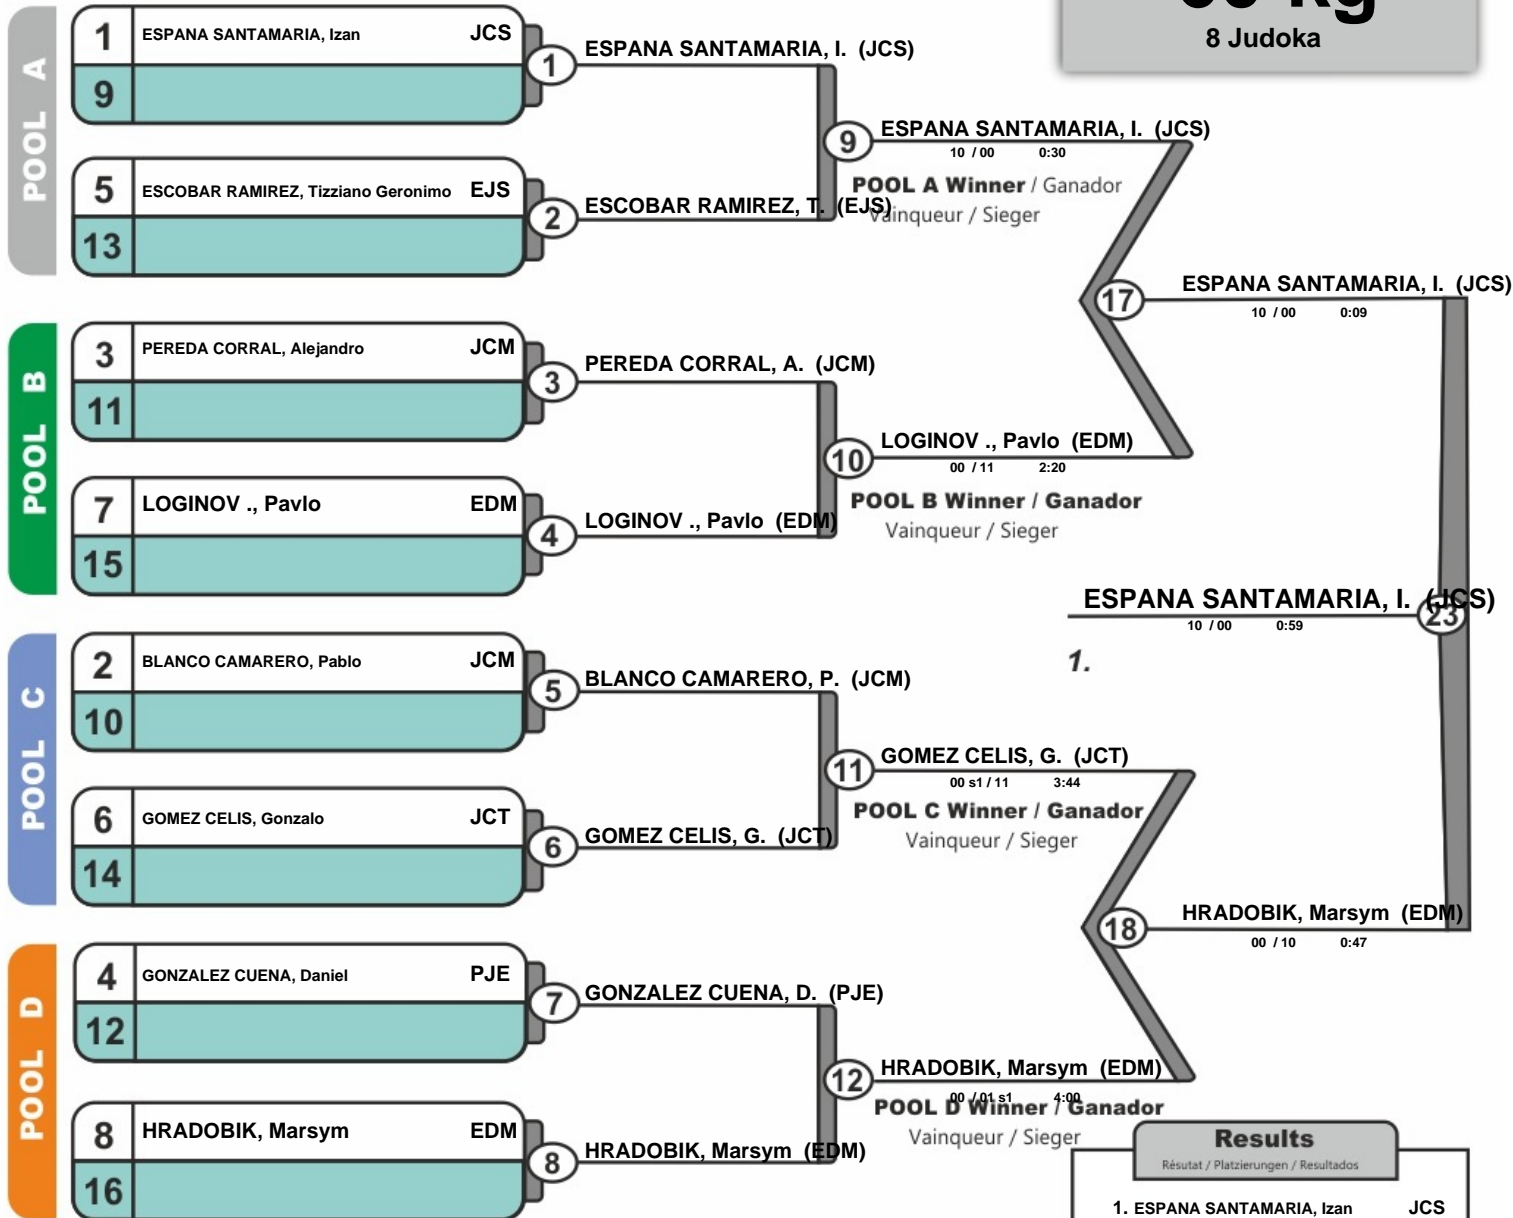 8 Judoka
POOL A
1 ESPANA SANTAMARIA, Izan JCS
9
5 ESCOBAR RAMIREZ, Tizziano Geronimo EJS
13
1 ESPANA SANTAMARIA, I. (JCS)
2 ESCOBAR RAMIREZ, T. (EJS)
9 ESPANA SANTAMARIA, I. (JCS)
10 / 00 0:30
POOL A Winner / Ganador
Vainqueur / Sieger
POOL B
3 PEREDA CORRAL, Alejandro JCM
11
7 LOGINOV ., Pavlo EDM
15
3 PEREDA CORRAL, A. (JCM)
4 LOGINOV ., Pavlo (EDM)
10 LOGINOV ., Pavlo (EDM)
00 / 11 2:20
POOL B Winner / Ganador
Vainqueur / Sieger
17 ESPANA SANTAMARIA, I. (JCS)
10 / 00 0:09
ESPANA SANTAMARIA, I. (JCS)
23
10 / 00 0:59
1.
POOL C
2 BLANCO CAMARERO, Pablo JCM
10
6 GOMEZ CELIS, Gonzalo JCT
14
5 BLANCO CAMARERO, P. (JCM)
6 GOMEZ CELIS, G. (JCT)
11 GOMEZ CELIS, G. (JCT)
00 s1 / 11 3:44
POOL C Winner / Ganador
Vainqueur / Sieger
18 HRADOBIK, Marsym (EDM)
00 / 10 0:47
POOL D
4 GONZALEZ CUENA, Daniel PJE
12
8 HRADOBIK, Marsym EDM
16
7 GONZALEZ CUENA, D. (PJE)
8 HRADOBIK, Marsym (EDM)
12 HRADOBIK, Marsym (EDM)
00 / 01 s1 4:00
POOL D Winner / Ganador
Vainqueur / Sieger
Results
Résutat / Platzierungen / Resultados
1. ESPANA SANTAMARIA, Izan JCS